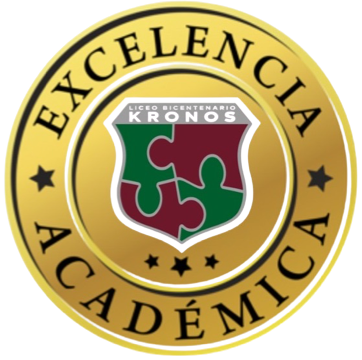 EXCELENCIA
LICEO BICENTENARIO
KRONOS
ACADÉMICA